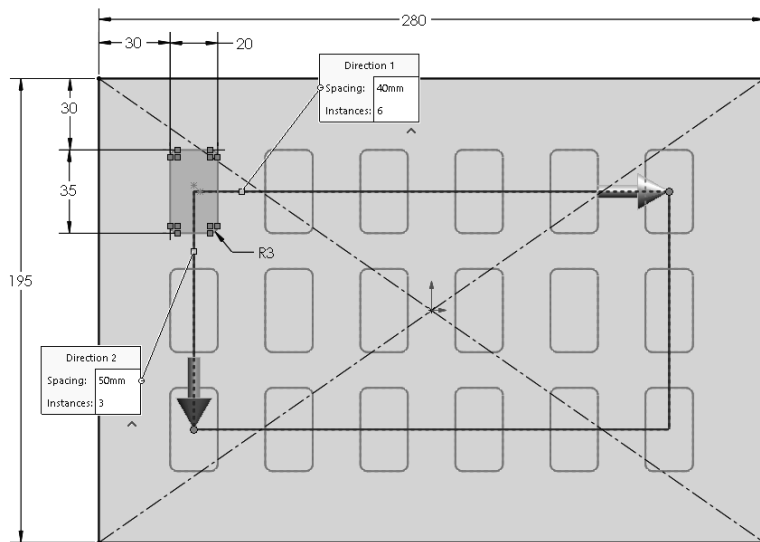 280
30
20
Direction 1
Spacing: 40mm
Instances: 6
30
35
R3
195
Direction 2
Spacing: 50mm
Instances: 3